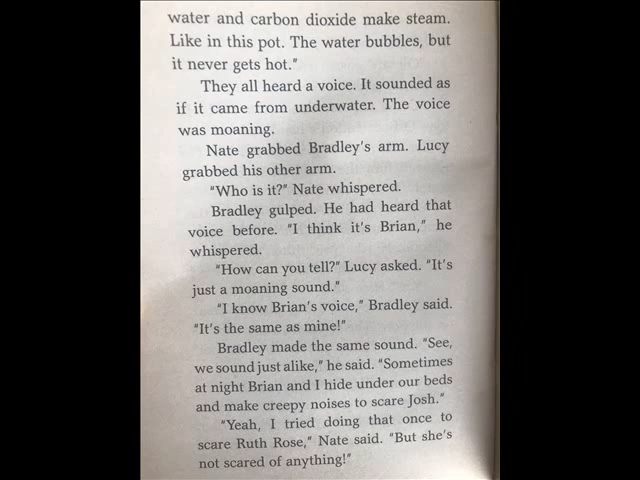 water and carbon dioxide make steam.
Like in this pot. The water bubbles, but
it never gets hot."
They all heard a voice. It sounded as
if it came from underwater. The voice
was moaning.
Nate grabbed Bradley's arm. Lucy
grabbed his other arm.
"Who is it?" Nate whispered.
Bradley gulped. He had heard that
voice before. "I think it's Brian," he
whispered.
"How can you tell?" Lucy asked. "It's
just a moaning sound."
"I know Brian's voice," Bradley said.
"It's the same as mine!"
Bradley made the same sound. "See,
we sound just alike," he said. "Sometimes
at night Brian and I hide under our beds
and make creepy noises to scare Josh."
"Yeah, I tried doing that once to
scare Ruth Rose," Nate said. "But she's
not scared of anything!"